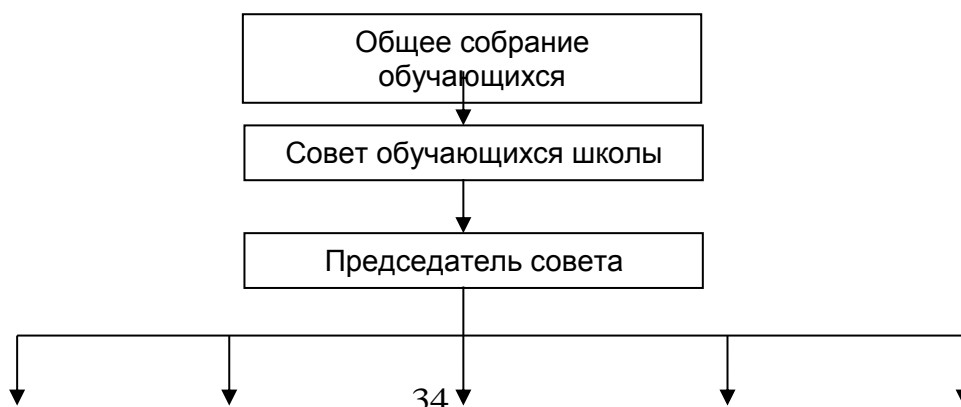 Общее собрание
обучающихся
Совет обучающихся школы
Председатель совета
34